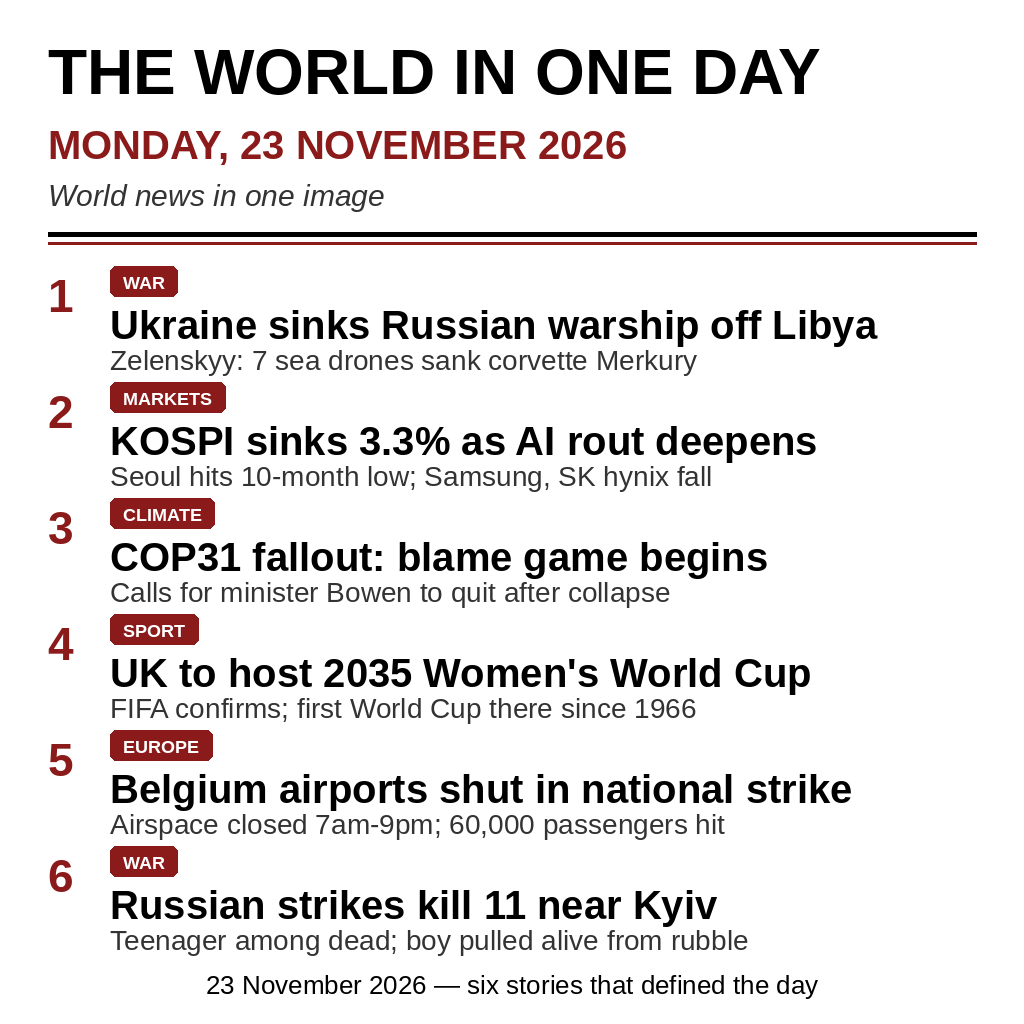 THE WORLD IN ONE DAY
MONDAY, 23 NOVEMBER 2026
World news in one image
1
WAR
Ukraine sinks Russian warship off Libya
Zelenskyy: 7 sea drones sank corvette Merkury
2
MARKETS
KOSPI sinks 3.3% as AI rout deepens
Seoul hits 10-month low; Samsung, SK hynix fall
3
CLIMATE
COP31 fallout: blame game begins
Calls for minister Bowen to quit after collapse
4
SPORT
UK to host 2035 Women's World Cup
FIFA confirms; first World Cup there since 1966
5
EUROPE
Belgium airports shut in national strike
Airspace closed 7am-9pm; 60,000 passengers hit
6
WAR
Russian strikes kill 11 near Kyiv
Teenager among dead; boy pulled alive from rubble
23 November 2026 — six stories that defined the day